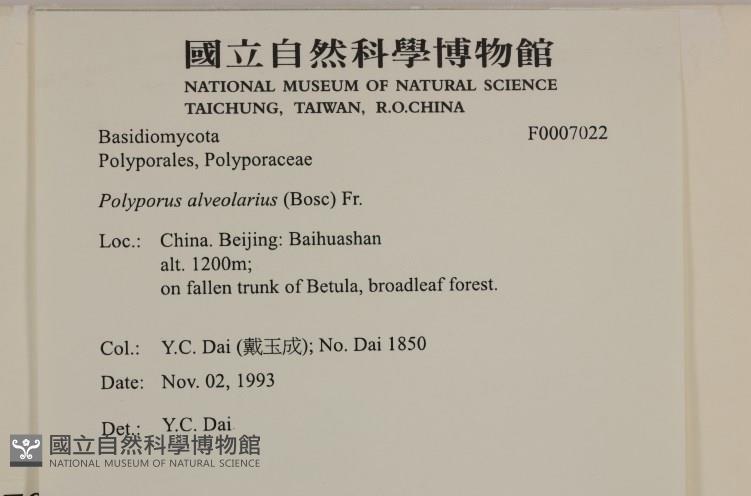 國立自然科學博物館
NATIONAL MUSEUM OF NATURAL SCIENCE
TAICHUNG, TAIWAN, R.O.CHINA
Basidiomycota F0007022
Polyporales, Polyporaceae
Polyporus alveolarius (Bosc) Fr.
Loc.: China. Beijing: Baihuashan
alt. 1200m;
on fallen trunk of Betula, broadleaf forest.
Col.: Y.C. Dai (戴玉成); No. Dai 1850
Date: Nov. 02, 1993
Det.: Y.C. Dai
國立自然科學博物館
NATIONAL MUSEUM OF NATURAL SCIENCE